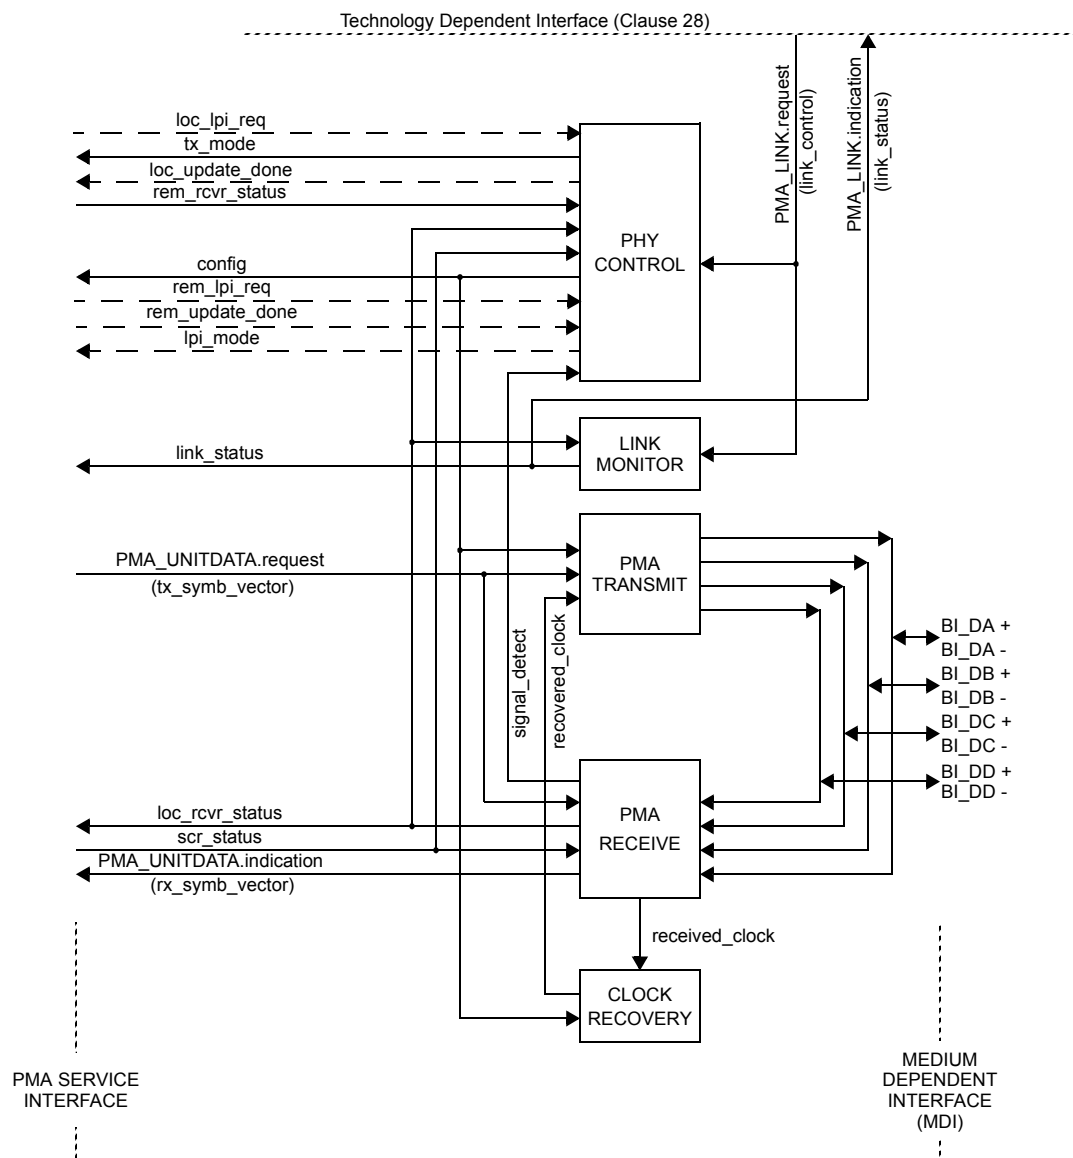 Technology Dependent Interface (Clause 28)
PMA_LINK.request
(link_control)
PMA_LINK.indication
(link_status)
loc_lpi_req
tx_mode
loc_update_done
rem_rcvr_status
config
rem_lpi_req
rem_update_done
lpi_mode
PHY
CONTROL
link_status
LINK
MONITOR
PMA_UNITDATA.request
(tx_symb_vector)
PMA
TRANSMIT
signal_detect
recovered_clock
BI_DA +
BI_DA -
BI_DB +
BI_DB -
BI_DC +
BI_DC -
BI_DD +
BI_DD -
loc_rcvr_status
scr_status
PMA_UNITDATA.indication
(rx_symb_vector)
PMA
RECEIVE
received_clock
CLOCK
RECOVERY
PMA SERVICE
INTERFACE
MEDIUM
DEPENDENT
INTERFACE
(MDI)